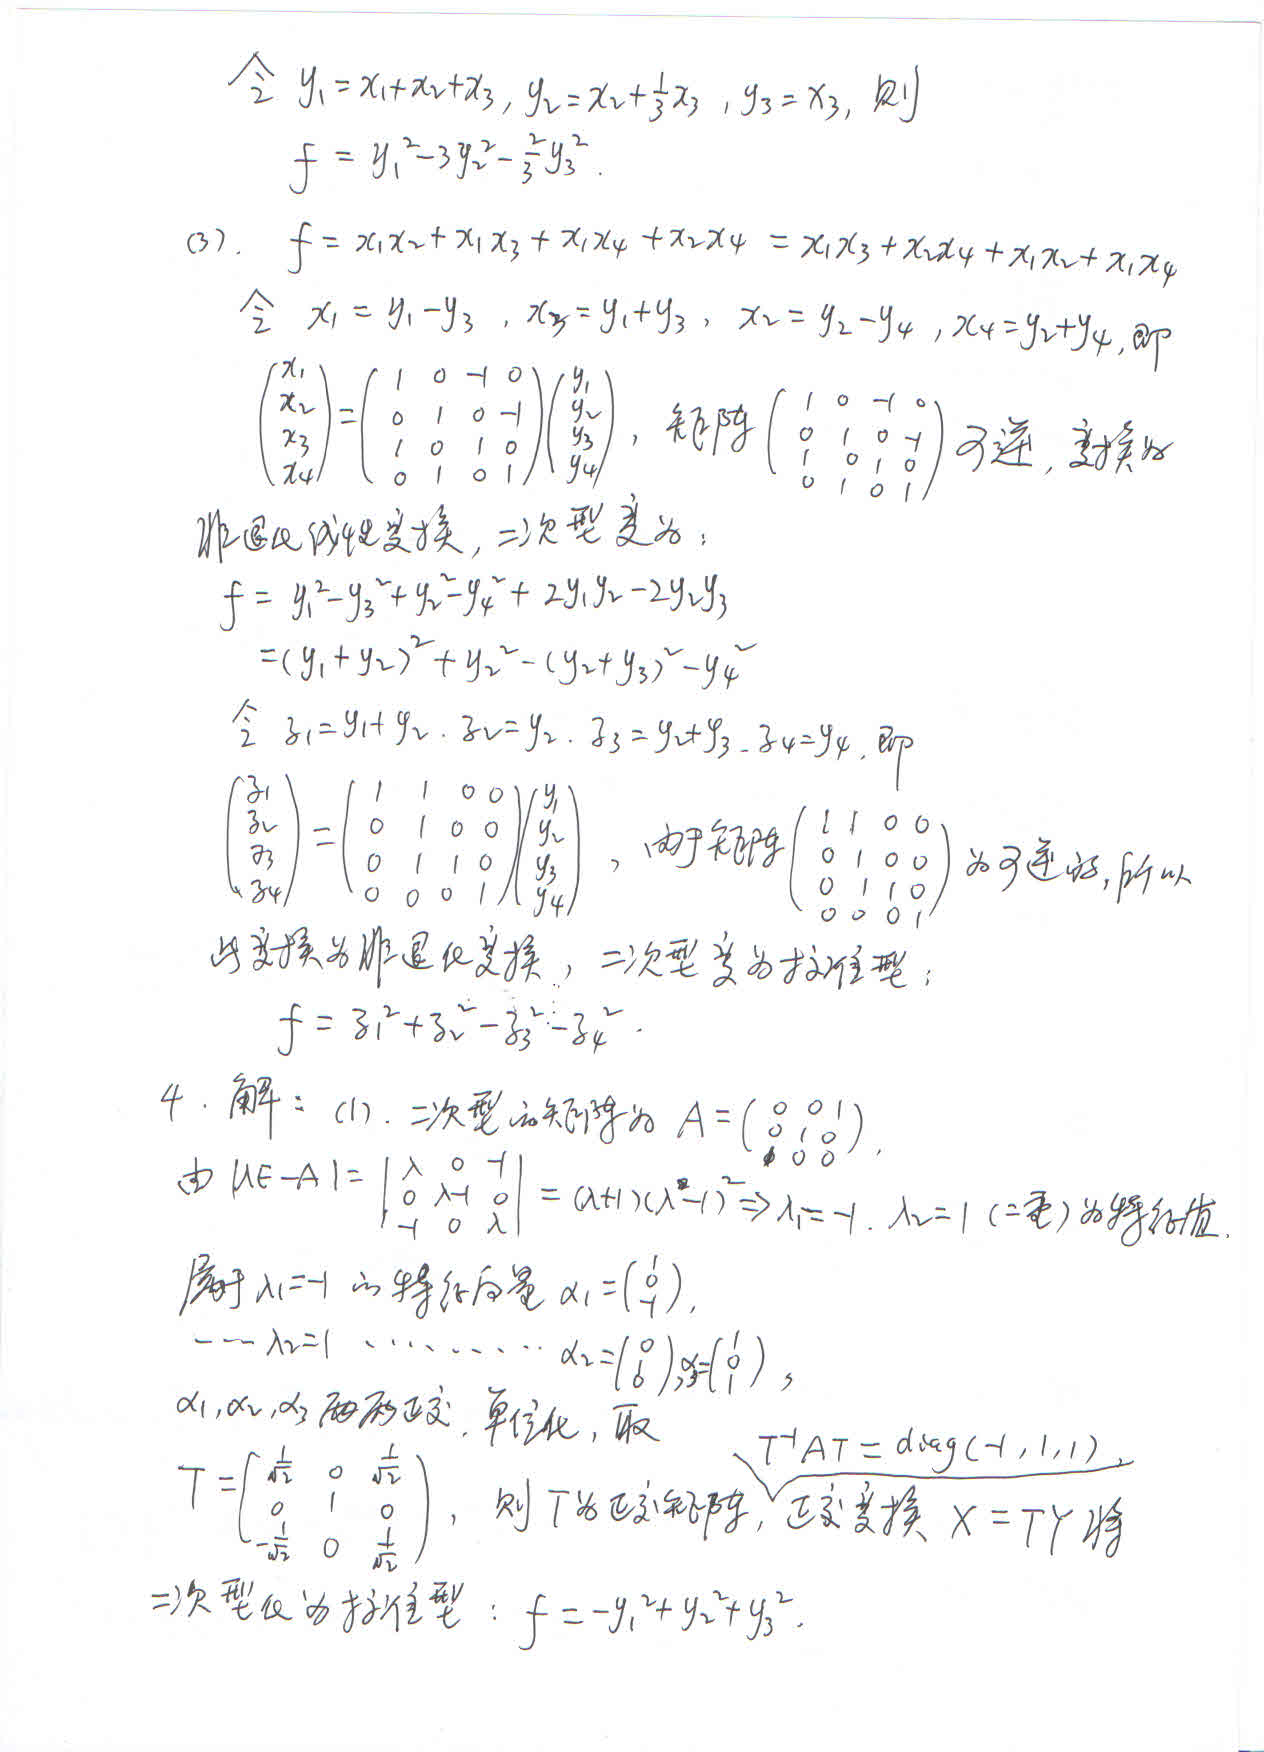 令 y₁=x₁+x₂+x₃, y₂=x₂+1/3x₃, y₃=x₃, 则
f = y₁²-3y₂²-2/3y₃².
(3). f = x₁x₂+x₁x₃+x₁x₄+x₂x₄ = x₁x₃+x₂x₄+x₁x₂+x₁x₄
令 x₁=y₁-y₃, x₃=y₁+y₃, x₂=y₂-y₄, x₄=y₂+y₄, 即
(x₁ x₂ x₃ x₄) = (1 0 -1 0; 0 1 0 -1; 1 0 1 0; 0 1 0 1)(y₁ y₂ y₃ y₄), 矩阵 (1 0 -1 0; 0 1 0 -1; 1 0 1 0; 0 1 0 1) 可逆, 变换为
非退化线性变换, 二次型变为:
f = y₁²-y₃²+y₂²-y₄²+2y₁y₂-2y₂y₃
=(y₁+y₂)²+y₂²-(y₂+y₃)²-y₄²
令 z₁=y₁+y₂. z₂=y₂. z₃=y₂+y₃. z₄=y₄, 即
(z₁ z₂ z₃ z₄) = (1 1 0 0; 0 1 0 0; 0 1 1 0; 0 0 0 1)(y₁ y₂ y₃ y₄), 由于矩阵 (1 1 0 0; 0 1 0 0; 0 1 1 0; 0 0 0 1) 为可逆的, 所以
此变换为非退化变换, 二次型变为标准型:
f = z₁²+z₂²-z₃²-z₄².
4. 解: (1). 二次型的矩阵为 A=(0 0 1; 0 1 0; 1 0 0),
由 |λE-A|=|λ 0 -1; 0 λ-1 0; -1 0 λ| = (λ+1)(λ-1)² ⇒ λ₁=-1. λ₂=1 (二重) 为特征值.
属于 λ₁=-1 的特征向量 α₁=(1 0 -1),
---- λ₂=1 ·········· α₂=(0 1 0), α₃=(1 0 1),
α₁, α₂, α₃ 两两正交, 单位化, 取
T⁻¹AT = diag(-1, 1, 1),
T=(1/√2 0 1/√2; 0 1 0; -1/√2 0 1/√2), 则 T 为正交矩阵, 正交变换 X=TY 将
二次型化为标准型: f=-y₁²+y₂²+y₃².